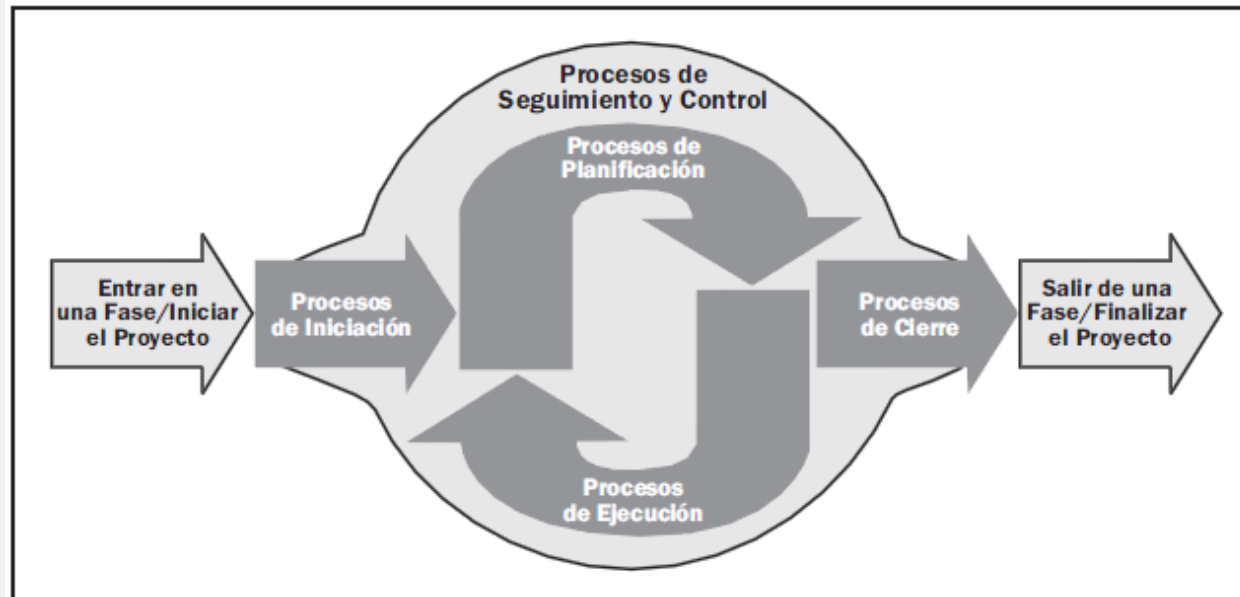 Procesos de
Seguimiento y Control
Procesos de
Planificación
Entrar en
una Fase/Iniciar
el Proyecto
Procesos
de Iniciación
Procesos
de Cierre
Salir de una
Fase/Finalizar
el Proyecto
Procesos
de Ejecución